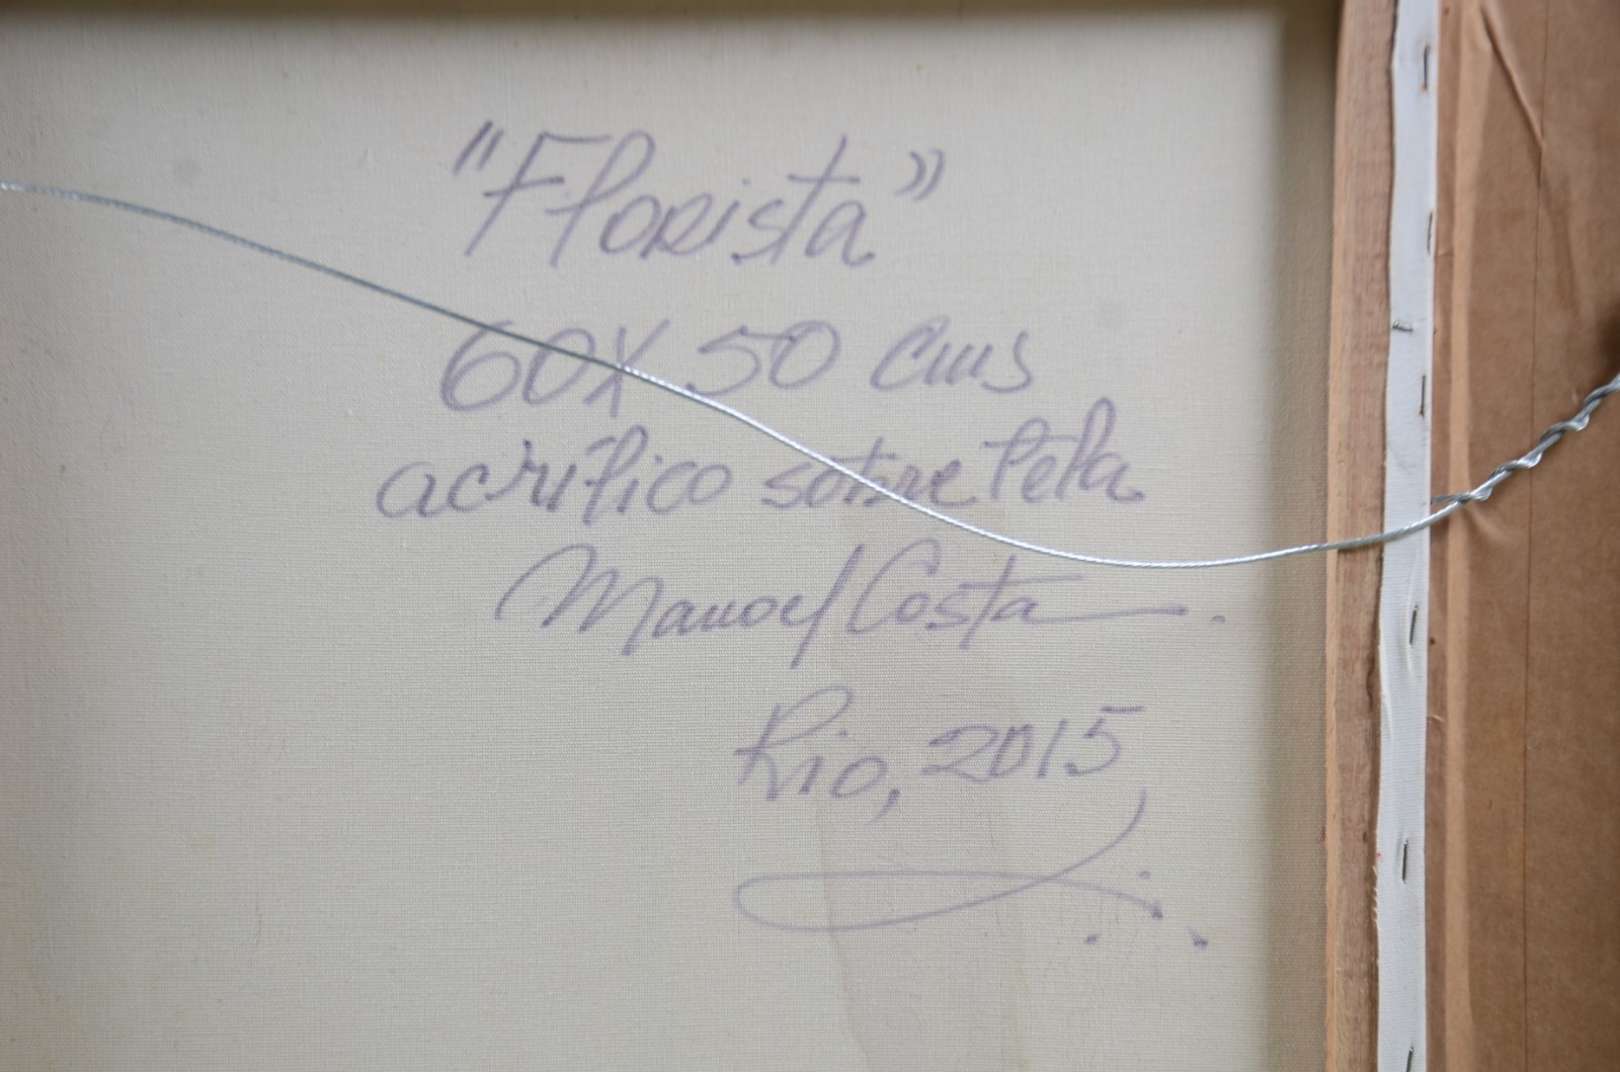 "Florista"
60X50 cms
acrílico sobre tela
Manoel Costa
Rio, 2015